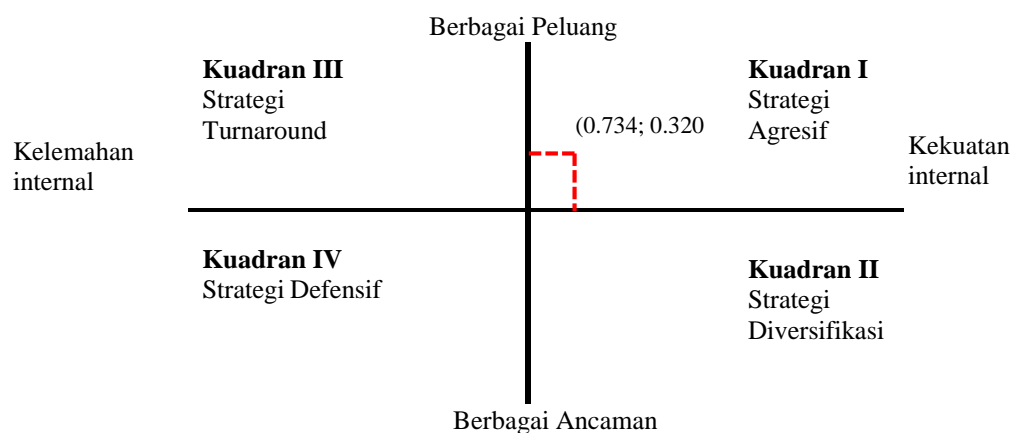 Berbagai Peluang
Kuadran III
Strategi
Turnaround
Kuadran I
Strategi
Agresif
(0.734; 0.320
Kelemahan
internal
Kekuatan
internal
Kuadran IV
Strategi Defensif
Kuadran II
Strategi
Diversifikasi
Berbagai Ancaman